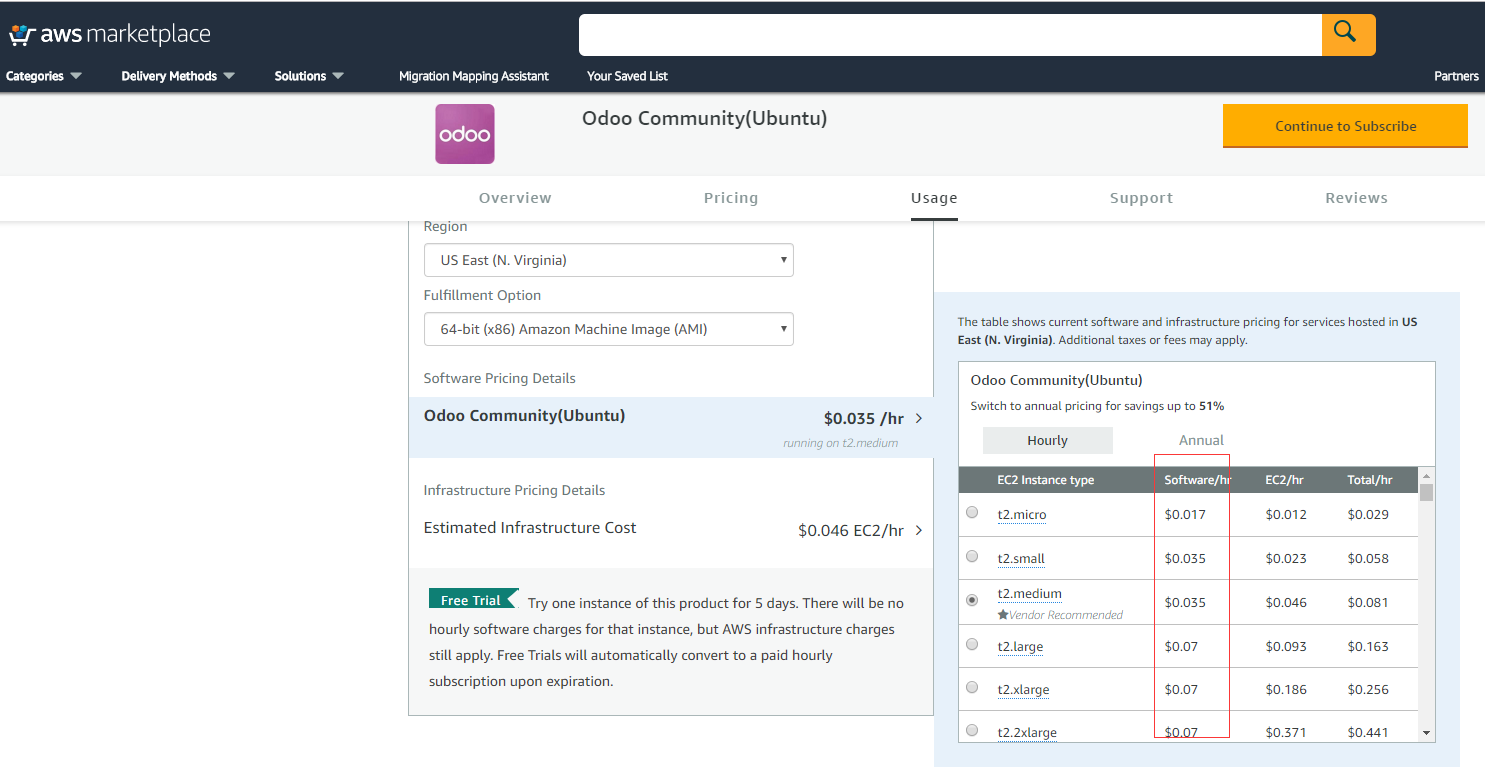 aws marketplace
Categories
Delivery Methods
Solutions
Migration Mapping Assistant
Your Saved List
Partners
odoo
Odoo Community(Ubuntu)
Continue to Subscribe
Overview
Pricing
Usage
Support
Reviews
Region
US East (N. Virginia)
Fulfillment Option
64-bit (x86) Amazon Machine Image (AMI)
Software Pricing Details
Odoo Community(Ubuntu)
$0.035 /hr
running on t2.medium
Infrastructure Pricing Details
Estimated Infrastructure Cost
$0.046 EC2/hr
Free Trial Try one instance of this product for 5 days. There will be no
hourly software charges for that instance, but AWS infrastructure charges
still apply. Free Trials will automatically convert to a paid hourly
subscription upon expiration.
The table shows current software and infrastructure pricing for services hosted in US
East (N. Virginia). Additional taxes or fees may apply.
Odoo Community(Ubuntu)
Switch to annual pricing for savings up to 51%
Hourly
Annual
EC2 Instance type Software/hr EC2/hr Total/hr
t2.micro $0.017 $0.012 $0.029
t2.small $0.035 $0.023 $0.058
t2.medium $0.035 $0.046 $0.081
Vendor Recommended
t2.large $0.07 $0.093 $0.163
t2.xlarge $0.07 $0.186 $0.256
t2.2xlarge $0.07 $0.371 $0.441